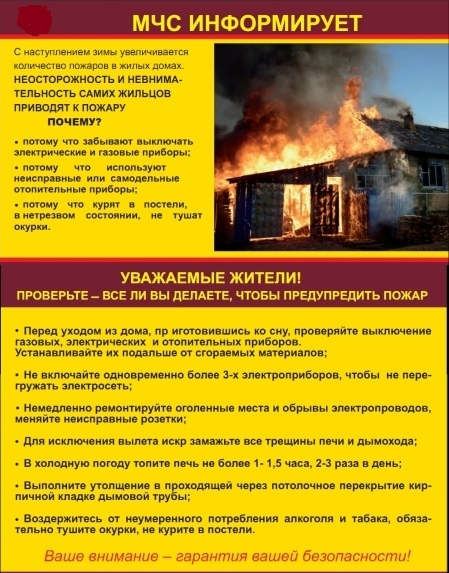 МЧС ИНФОРМИРУЕТ
С наступлением зимы увеличивается
количество пожаров в жилых домах.
НЕОСТОРОЖНОСТЬ И НЕВНИМА-
ТЕЛЬНОСТЬ САМИХ ЖИЛЬЦОВ
ПРИВОДЯТ К ПОЖАРУ
ПОЧЕМУ?
• потому что забывают выключать
электрические и газовые приборы;
• потому что используют
неисправные или самодельные
отопительные приборы;
• потому что курят в постели,
в нетрезвом состоянии, не тушат
окурки.
УВАЖАЕМЫЕ ЖИТЕЛИ!
ПРОВЕРЬТЕ – ВСЕ ЛИ ВЫ ДЕЛАЕТЕ, ЧТОБЫ ПРЕДУПРЕДИТЬ ПОЖАР
• Перед уходом из дома, пр иготовившись ко сну, проверяйте выключение
газовых, электрических и отопительных приборов.
Устанавливайте их подальше от сгораемых материалов;
• Не включайте одновременно более 3-х электроприборов, чтобы не пере-
гружать электросеть;
• Немедленно ремонтируйте оголенные места и обрывы электропроводов,
меняйте неисправные розетки;
• Для исключения вылета искр замажьте все трещины печи и дымохода;
• В холодную погоду топите печь не более 1- 1,5 часа, 2-3 раза в день;
• Выполните утолщение в проходящей через потолочное перекрытие кир-
пичной кладке дымовой трубы;
• Воздержитесь от неумеренного потребления алкоголя и табака, обяза-
тельно тушите окурки, не курите в постели.
Ваше внимание – гарантия вашей безопасности!